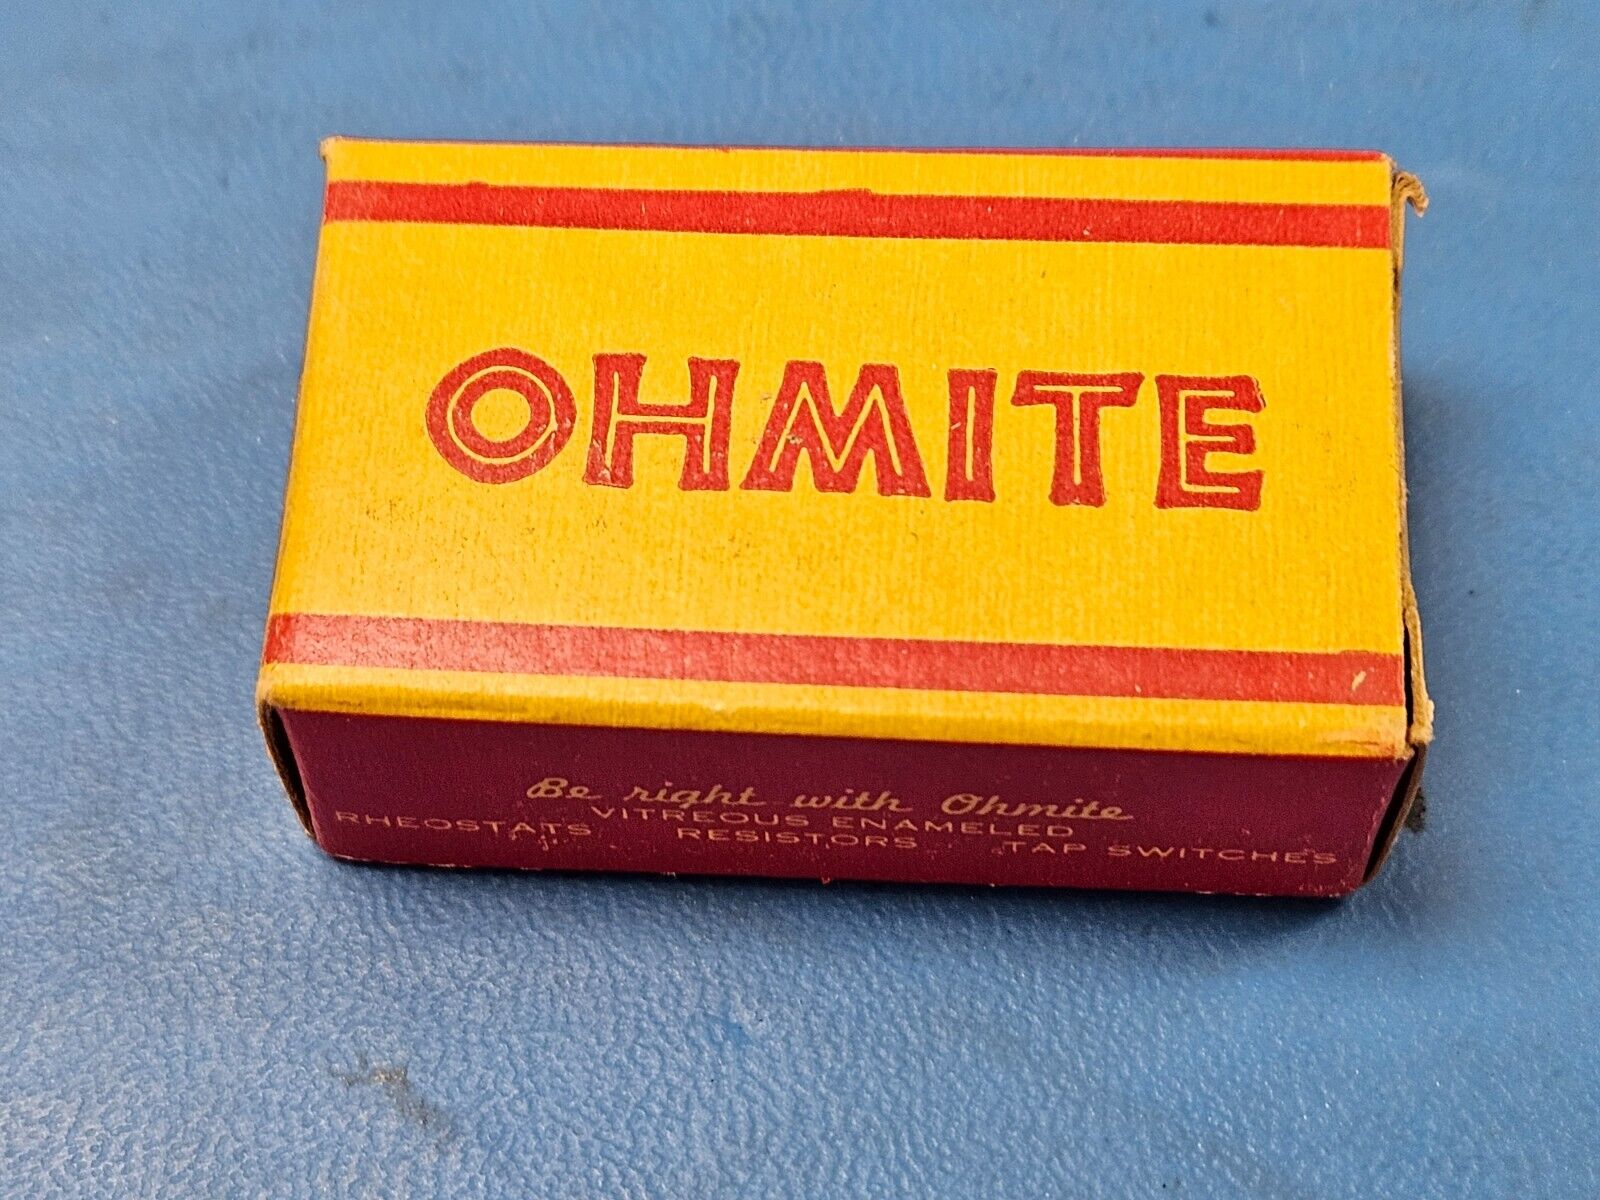 OHMITE
Be right with Ohmite
VITREOUS ENAMELED
RHEOSTATS RESISTORS TAP SWITCHES